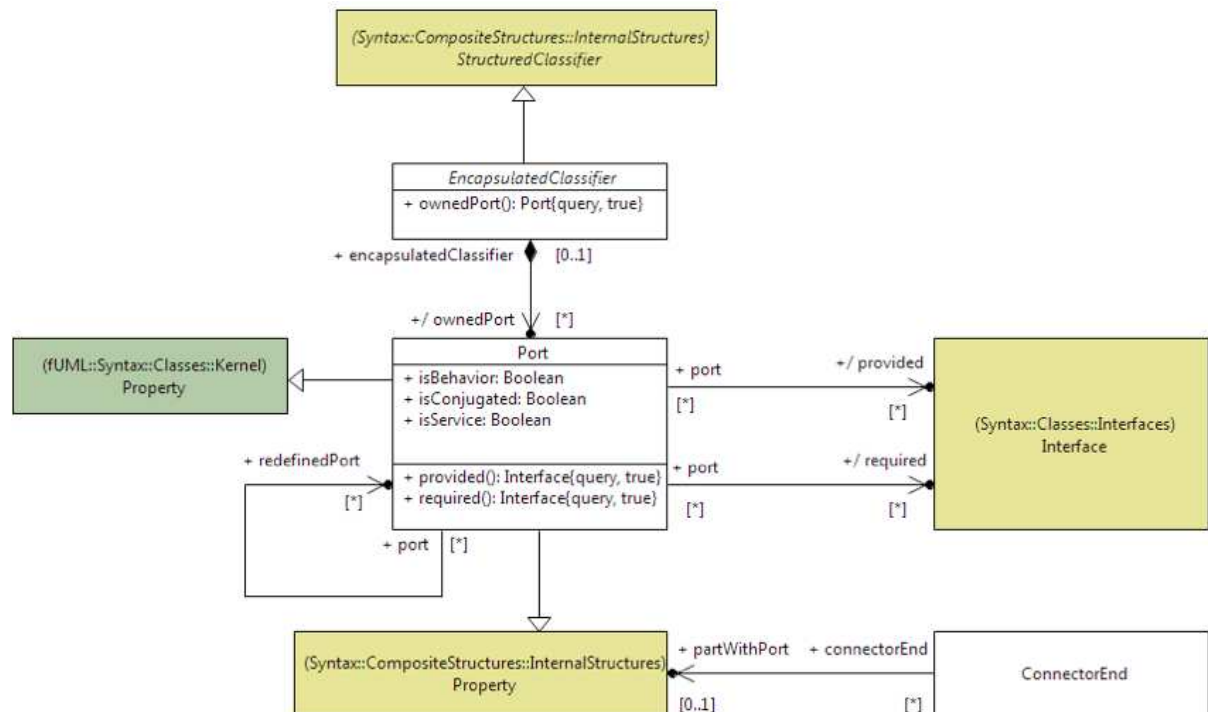 (Syntax::CompositeStructures::InternalStructures)
StructuredClassifier
EncapsulatedClassifier
+ ownedPort(): Port{query, true}
+ encapsulatedClassifier
[0..1]
+/ ownedPort
[*]
(fUML::Syntax::Classes::Kernel)
Property
Port
+ isBehavior: Boolean
+ isConjugated: Boolean
+ isService: Boolean
+ provided(): Interface{query, true}
+ required(): Interface{query, true}
+ port
[*]
+/ provided
[*]
+ port
[*]
+/ required
[*]
(Syntax::Classes::Interfaces)
Interface
+ redefinedPort
[*]
+ port
[*]
(Syntax::CompositeStructures::InternalStructures)
Property
+ partWithPort
[0..1]
+ connectorEnd
[*]
ConnectorEnd